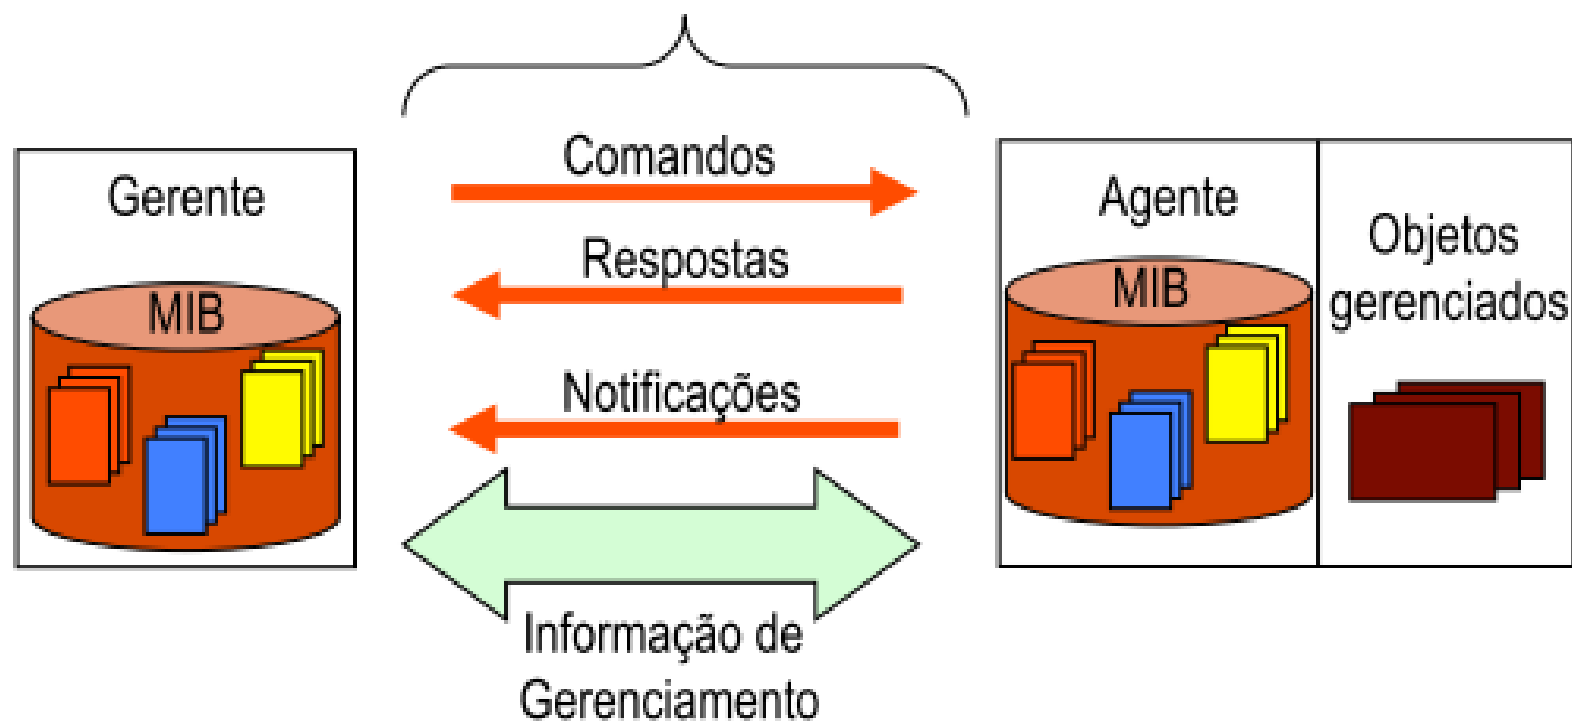 Gerente
MIB
Comandos
Respostas
Notificações
Informação de
Gerenciamento
Agente
MIB
Objetos
gerenciados